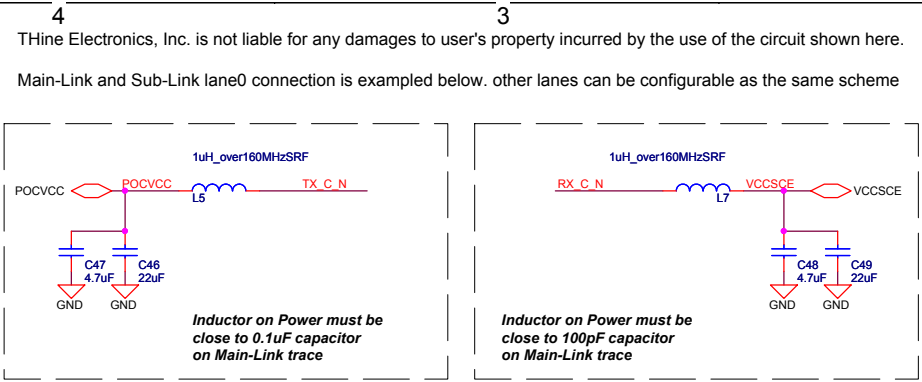 4 3
THine Electronics, Inc. is not liable for any damages to user's property incurred by the use of the circuit shown here.
Main-Link and Sub-Link lane0 connection is exampled below. other lanes can be configurable as the same scheme
1uH_over160MHzSRF
POCVCC
POCVCC
TX_C_N
L5
C47
4.7uF
C46
22uF
GND
GND
Inductor on Power must be
close to 0.1uF capacitor
on Main-Link trace
1uH_over160MHzSRF
RX_C_N
VCCSCE
VCCSCE
L7
C48
4.7uF
C49
22uF
GND
GND
Inductor on Power must be
close to 100pF capacitor
on Main-Link trace